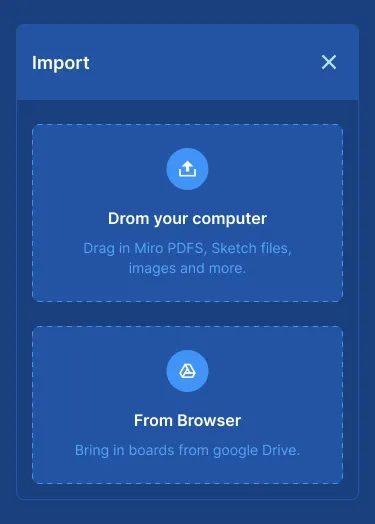 Import
Drom your computer
Drag in Miro PDFS, Sketch files,
images and more.
From Browser
Bring in boards from google Drive.